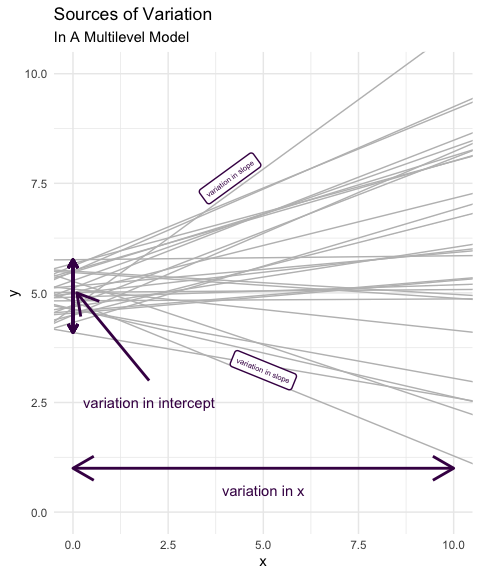 Sources of Variation
In A Multilevel Model
10.0
7.5
5.0
2.5
0.0
y
variation in slope
variation in slope
variation in intercept
variation in x
0.0 2.5 5.0 7.5 10.0
x